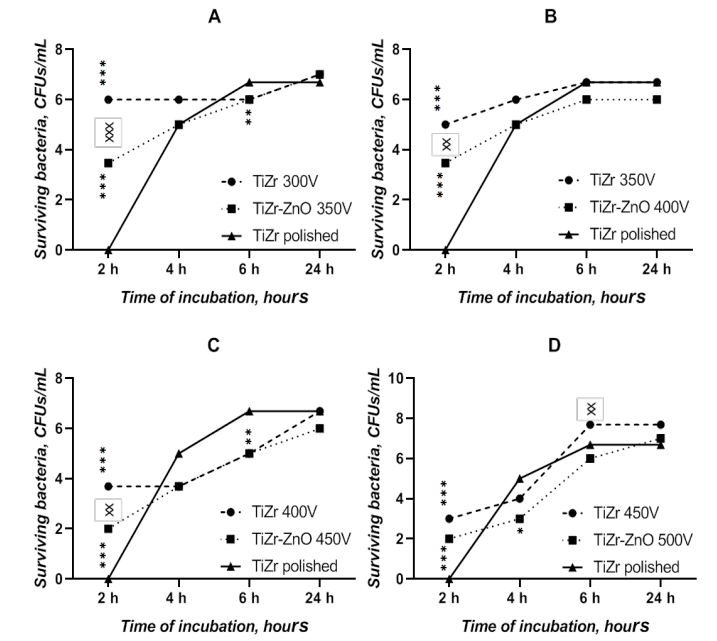 A
Surviving bacteria, CFUs/mL
8
6
4
2
0
***
×××
***
**
TiZr 300V
TiZr-ZnO 350V
TiZr polished
2 h 4 h 6 h 24 h
Time of incubation, hours
B
Surviving bacteria, CFUs/mL
8
6
4
2
0
***
××
***
TiZr 350V
TiZr-ZnO 400V
TiZr polished
2 h 4 h 6 h 24 h
Time of incubation, hours
C
Surviving bacteria, CFUs/mL
8
6
4
2
0
***
××
***
**
TiZr 400V
TiZr-ZnO 450V
TiZr polished
2 h 4 h 6 h 24 h
Time of incubation, hours
D
Surviving bacteria, CFUs/mL
10
8
6
4
2
0
***
***
*
××
TiZr 450V
TiZr-ZnO 500V
TiZr polished
2 h 4 h 6 h 24 h
Time of incubation, hours